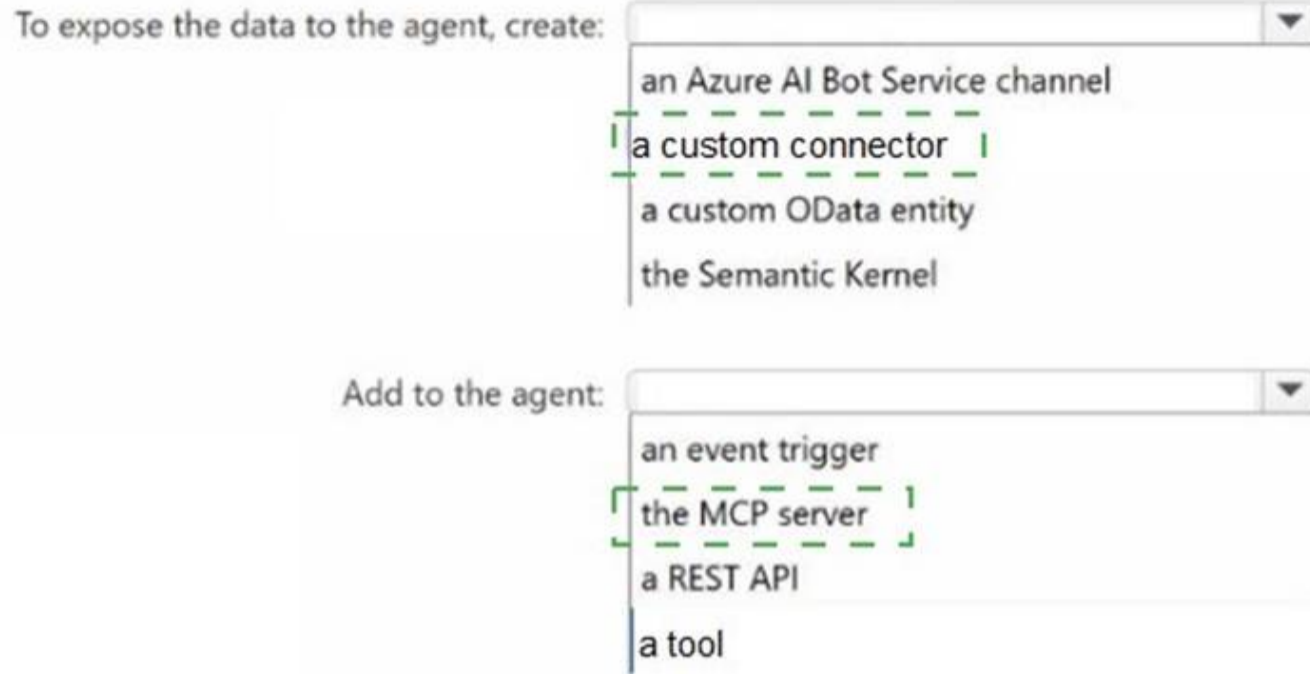 To expose the data to the agent, create:
an Azure AI Bot Service channel
a custom connector
a custom OData entity
the Semantic Kernel
Add to the agent:
an event trigger
the MCP server
a REST API
a tool